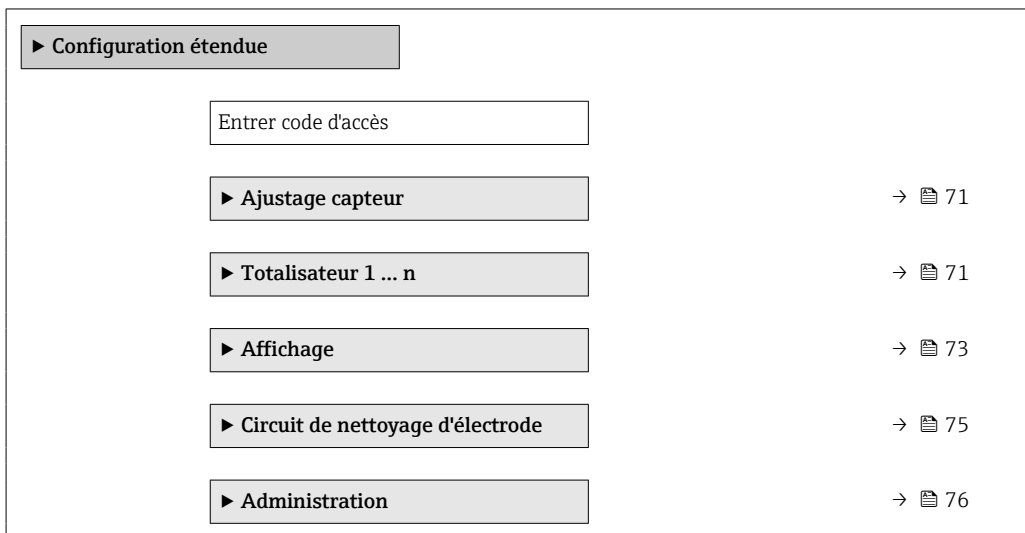 ▶ Configuration étendue
Entrer code d'accès
▶ Ajustage capteur → 71
▶ Totalisateur 1 … n → 71
▶ Affichage → 73
▶ Circuit de nettoyage d'électrode → 75
▶ Administration → 76